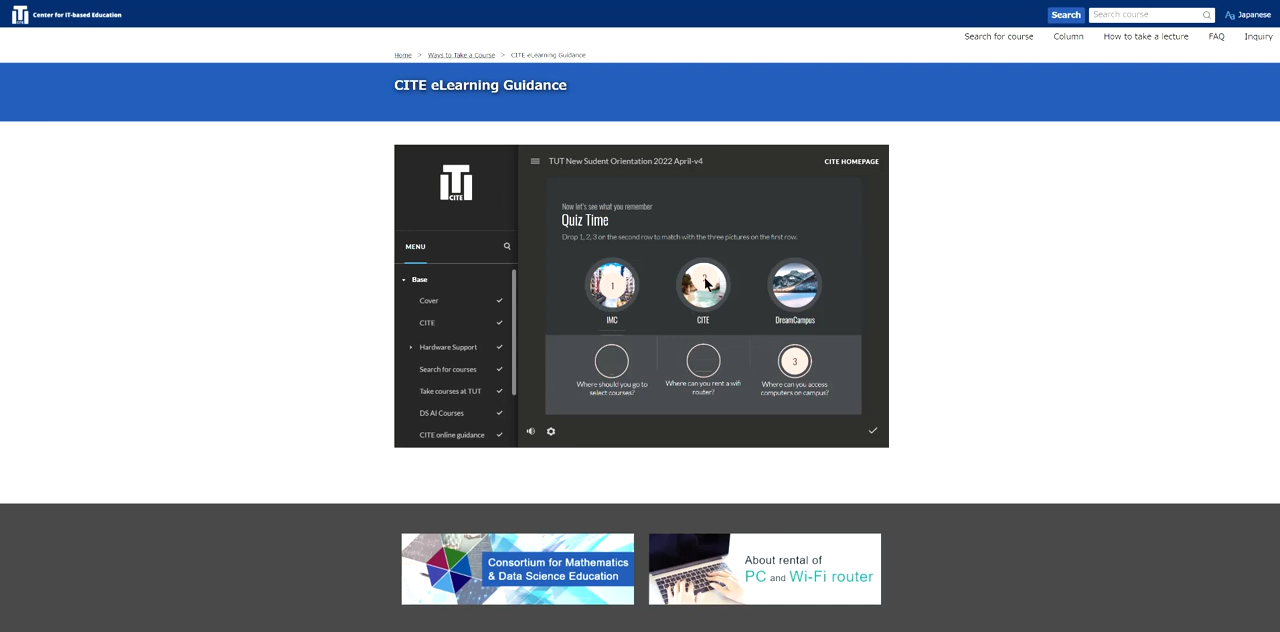 CITE
Center for IT-based Education
Search
Search course
Japanese
Search for course
Column
How to take a lecture
FAQ
Inquiry
Home > Ways to Take a Course > CITE eLearning Guidance
CITE eLearning Guidance
CITE
MENU
Base
Cover
CITE
Hardware Support
Search for courses
Take courses at TUT
DS AI Courses
CITE online guidance
TUT New Sudent Orientation 2022 April-v4
CITE HOMEPAGE
Now let's see what you remember
Quiz Time
Drop 1, 2, 3 on the second row to match with the three pictures on the first row.
1
2
IMC
CITE
DreamCampus
3
Where should you go to
select courses?
Where can you rent a wifi
router?
Where can you access
computers on campus?
Consortium for Mathematics
& Data Science Education
About rental of
PC and Wi-Fi router